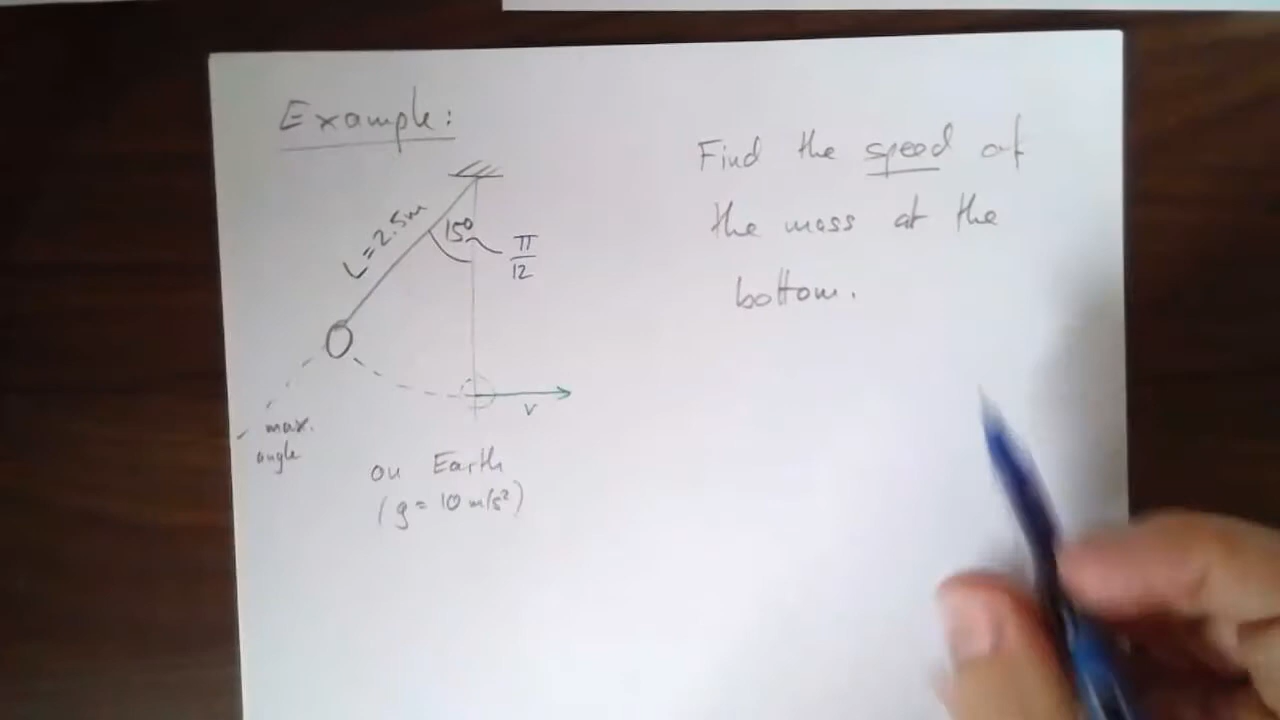 Example:
L=2.5m
15°
π
12
v
max.
angle
on Earth
(g = 10 m/s²)
Find the speed of
the mass at the
bottom.